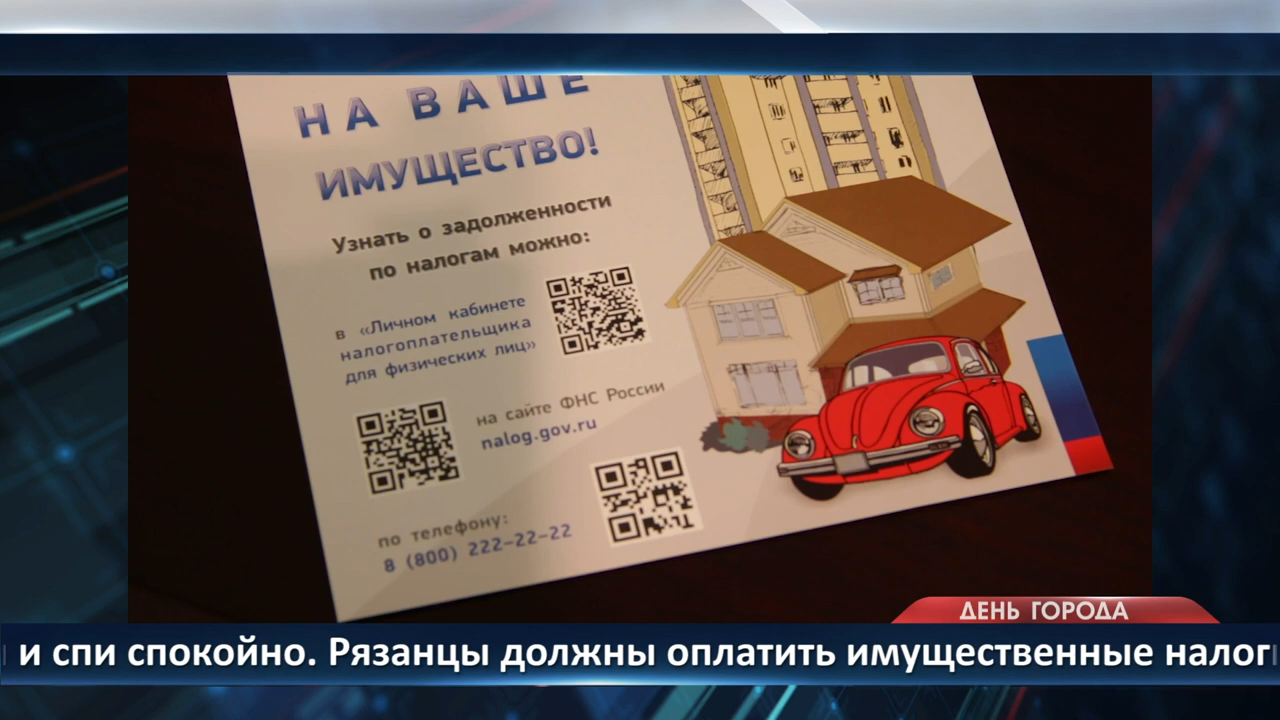 НА ВАШЕ
ИМУЩЕСТВО!
Узнать о задолженности
по налогам можно:
в «Личном кабинете
налогоплательщика
для физических лиц»
на сайте ФНС России
nalog.gov.ru
по телефону:
8 (800) 222-22-22
ДЕНЬ ГОРОДА
и спи спокойно. Рязанцы должны оплатить имущественные налог